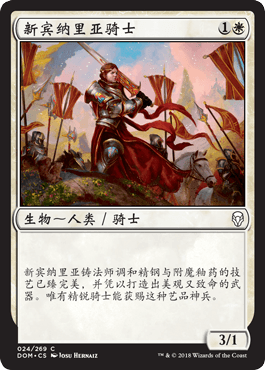 新宾纳里亚骑士 1
生物～人类 / 骑士
新宾纳里亚铸法师调和精钢与附魔釉药的技
艺已臻完美，并凭以打造出美观又致命的武
器。唯有精锐骑士能获赐这种艺品神兵。
3/1
024/269 C
DOM • CS Josu Hernaiz
™ & © 2018 Wizards of the Coast